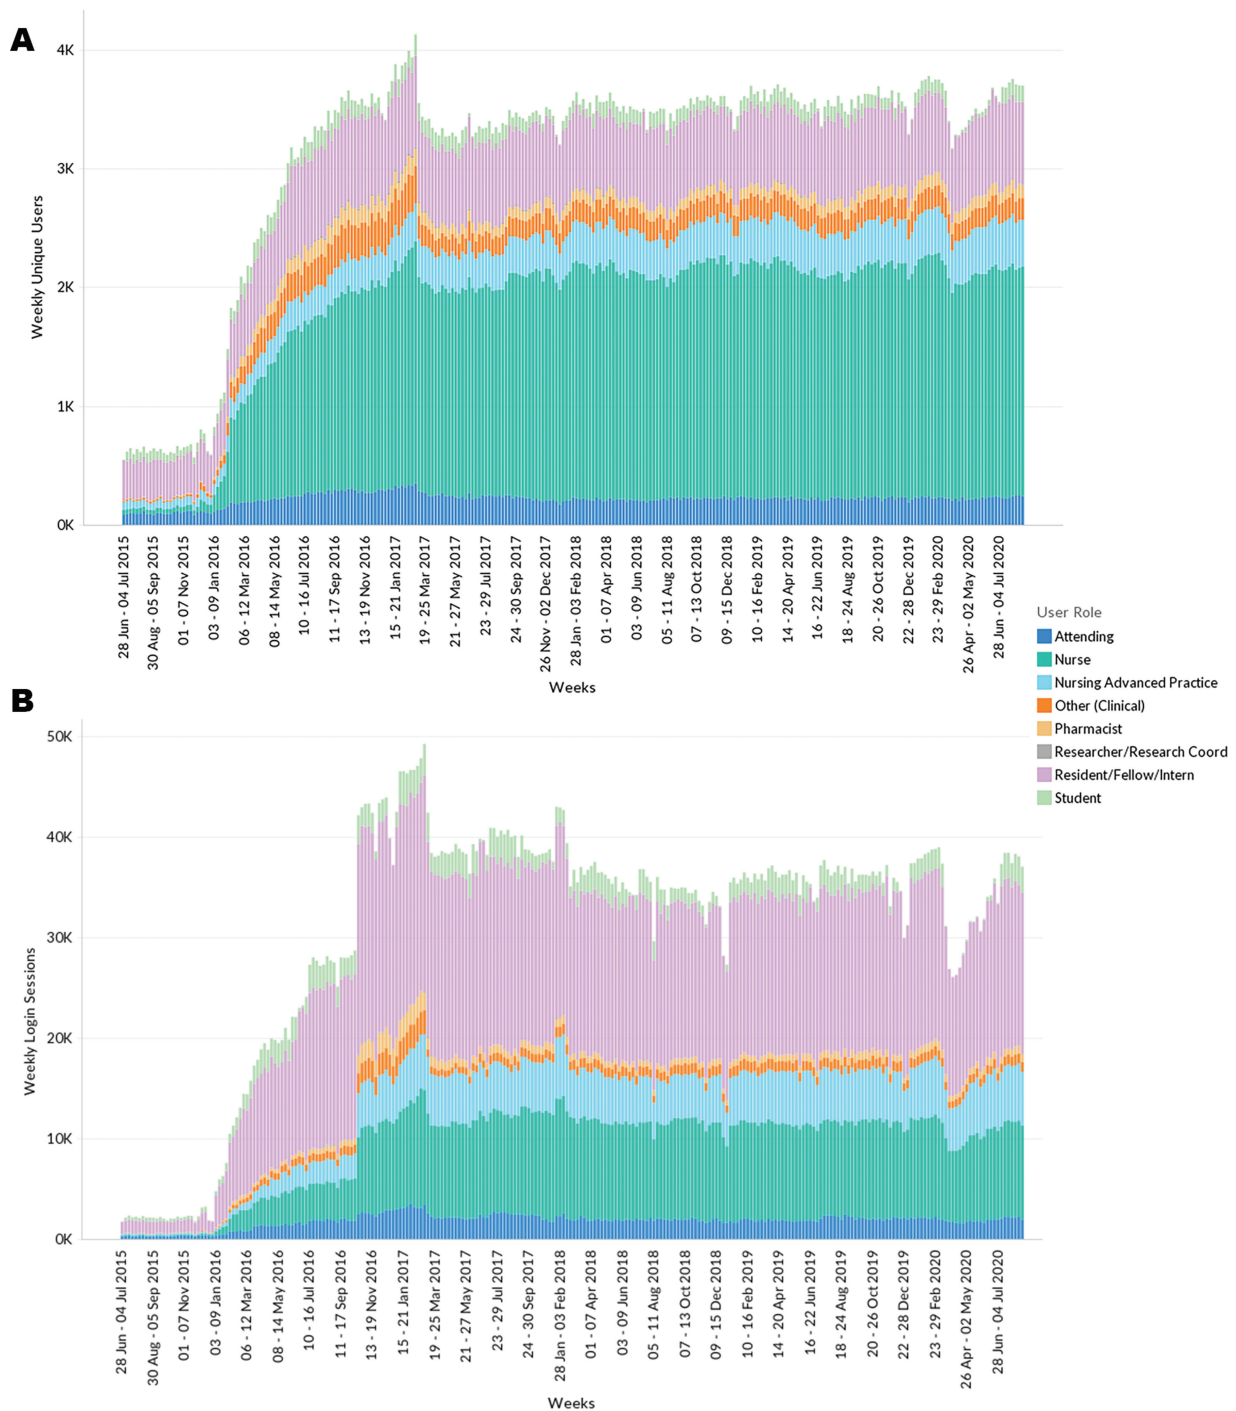 A
4K
3K
2K
1K
0K
Weekly Unique Users
28 Jun - 04 Jul 2015
30 Aug - 05 Sep 2015
01 - 07 Nov 2015
03 - 09 Jan 2016
06 - 12 Mar 2016
08 - 14 May 2016
10 - 16 Jul 2016
11 - 17 Sep 2016
13 - 19 Nov 2016
15 - 21 Jan 2017
19 - 25 Mar 2017
21 - 27 May 2017
23 - 29 Jul 2017
24 - 30 Sep 2017
26 Nov - 02 Dec 2017
28 Jan - 03 Feb 2018
01 - 07 Apr 2018
03 - 09 Jun 2018
05 - 11 Aug 2018
07 - 13 Oct 2018
09 - 15 Dec 2018
10 - 16 Feb 2019
14 - 20 Apr 2019
16 - 22 Jun 2019
18 - 24 Aug 2019
20 - 26 Oct 2019
22 - 28 Dec 2019
23 - 29 Feb 2020
26 Apr - 02 May 2020
28 Jun - 04 Jul 2020
Weeks
User Role
Attending
Nurse
Nursing Advanced Practice
Other (Clinical)
Pharmacist
Researcher/Research Coord
Resident/Fellow/Intern
Student
B
50K
40K
30K
20K
10K
0K
Weekly Login Sessions
28 Jun - 04 Jul 2015
30 Aug - 05 Sep 2015
01 - 07 Nov 2015
03 - 09 Jan 2016
06 - 12 Mar 2016
08 - 14 May 2016
10 - 16 Jul 2016
11 - 17 Sep 2016
13 - 19 Nov 2016
15 - 21 Jan 2017
19 - 25 Mar 2017
21 - 27 May 2017
23 - 29 Jul 2017
24 - 30 Sep 2017
28 Jan - 03 Feb 2018
01 - 07 Apr 2018
03 - 09 Jun 2018
05 - 11 Aug 2018
07 - 13 Oct 2018
09 - 15 Dec 2018
10 - 16 Feb 2019
14 - 20 Apr 2019
16 - 22 Jun 2019
18 - 24 Aug 2019
20 - 26 Oct 2019
22 - 28 Dec 2019
23 - 29 Feb 2020
26 Apr - 02 May 2020
28 Jun - 04 Jul 2020
Weeks